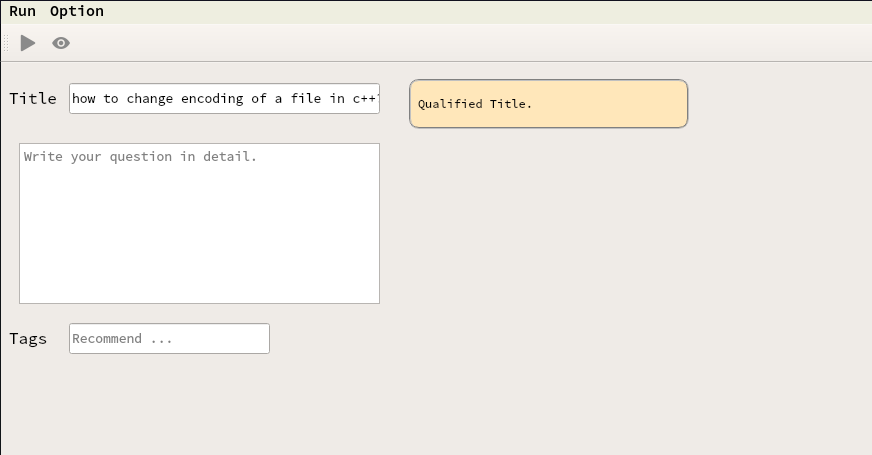 Run Option
Title how to change encoding of a file in c++
Qualified Title.
Write your question in detail.
Tags Recommend ...